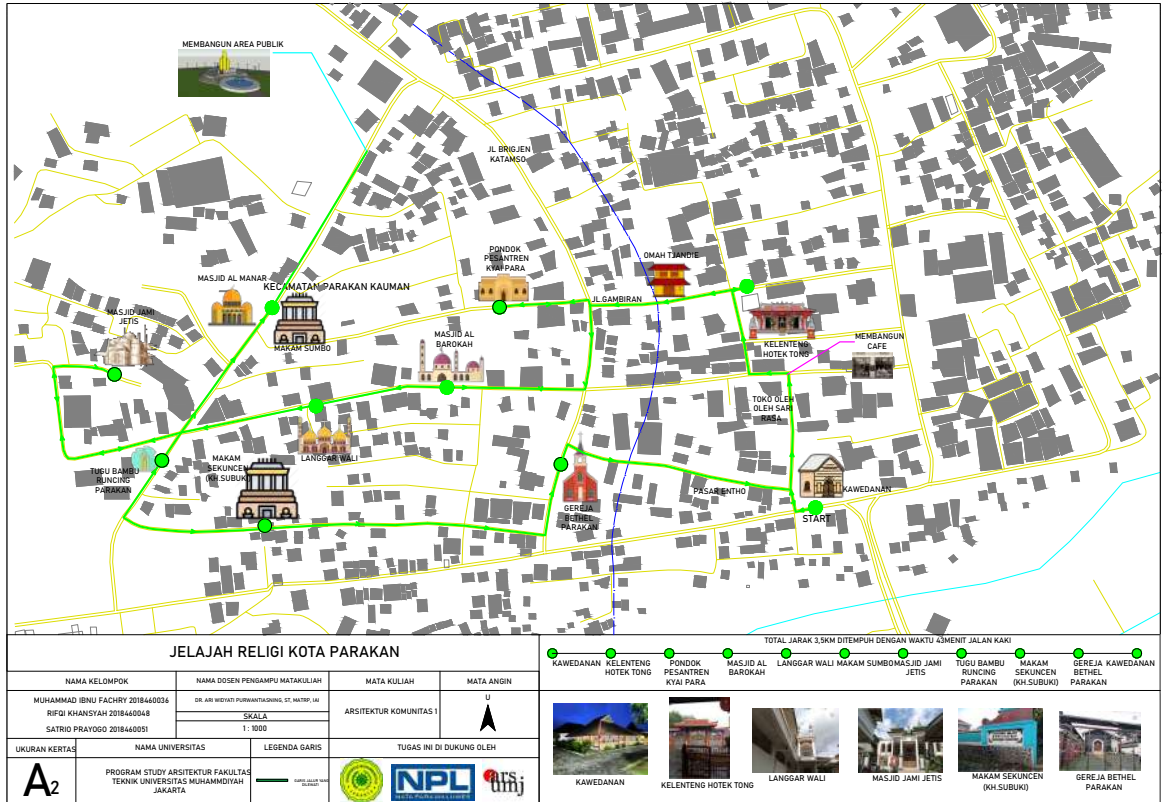 MEMBANGUN AREA PUBLIK
JL BRIGJEN
KATAMSO
PONDOK
PESANTREN
KYAI PARA
OMAH TJANDIE
MASJID AL MANAR
KECAMATAN PARAKAN KAUMAN
JL.GAMBIRAN
MASJID JAMI
JETIS
MAKAM SUMBO
MASJID AL
BAROKAH
KELENTENG
HOTEK TONG
MEMBANGUN
CAFE
TOKO OLEH
OLEH SARI
RASA
LANGGAR WALI
MAKAM
SEKUNCEN
(KH.SUBUKI)
TUGU BAMBU
RUNCING
PARAKAN
GEREJA
BETHEL
PARAKAN
PASAR ENTHO
KAWEDANAN
START
JELAJAH RELIGI KOTA PARAKAN
NAMA KELOMPOK
MUHAMMAD IBNU FACHRY 2018460036
RIFQI KHANSYAH 2018460048
SATRIO PRAYOGO 2018460051
NAMA DOSEN PENGAMPU MATAKULIAH
DR. ARI WIDYATI PURWANTIASNING, ST, MATRP, IAI
SKALA
1 : 1000
MATA KULIAH
ARSITEKTUR KOMUNITAS 1
MATA ANGIN
U
UKURAN KERTAS
A2
NAMA UNIVERSITAS
PROGRAM STUDY ARSITEKTUR FAKULTAS
TEKNIK UNIVERSITAS MUHAMMDIYAH
JAKARTA
LEGENDA GARIS
GARIS JALUR YANG
DILEWATI
TUGAS INI DI DUKUNG OLEH
NPL
ars
umj
TOTAL JARAK 3,5KM DITEMPUH DENGAN WAKTU 43MENIT JALAN KAKI
KAWEDANAN
KELENTENG
HOTEK TONG
PONDOK
PESANTREN
KYAI PARA
MASJID AL
BAROKAH
LANGGAR WALI
MAKAM SUMBO
MASJID JAMI
JETIS
TUGU BAMBU
RUNCING
PARAKAN
MAKAM
SEKUNCEN
(KH.SUBUKI)
GEREJA
BETHEL
PARAKAN
KAWEDANAN
KAWEDANAN
KELENTENG HOTEK TONG
LANGGAR WALI
MASJID JAMI JETIS
MAKAM SEKUNCEN
(KH.SUBUKI)
GEREJA BETHEL
PARAKAN